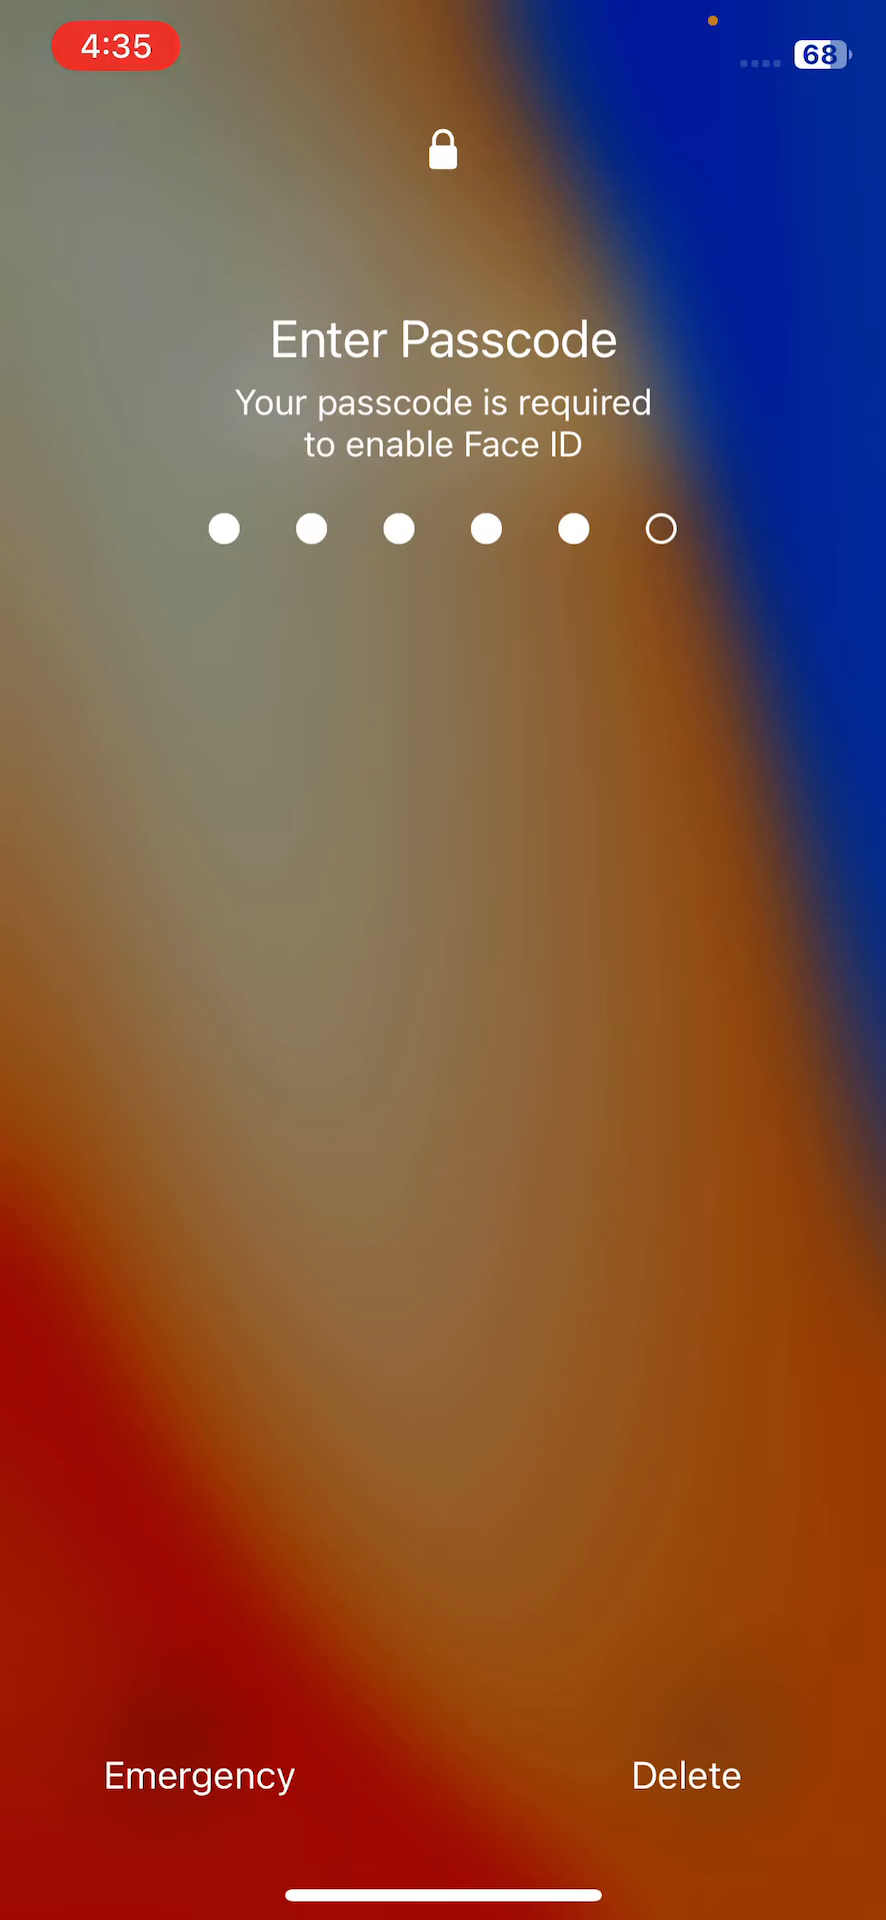 4:35
68
Enter Passcode
Your passcode is required
to enable Face ID
Emergency
Delete